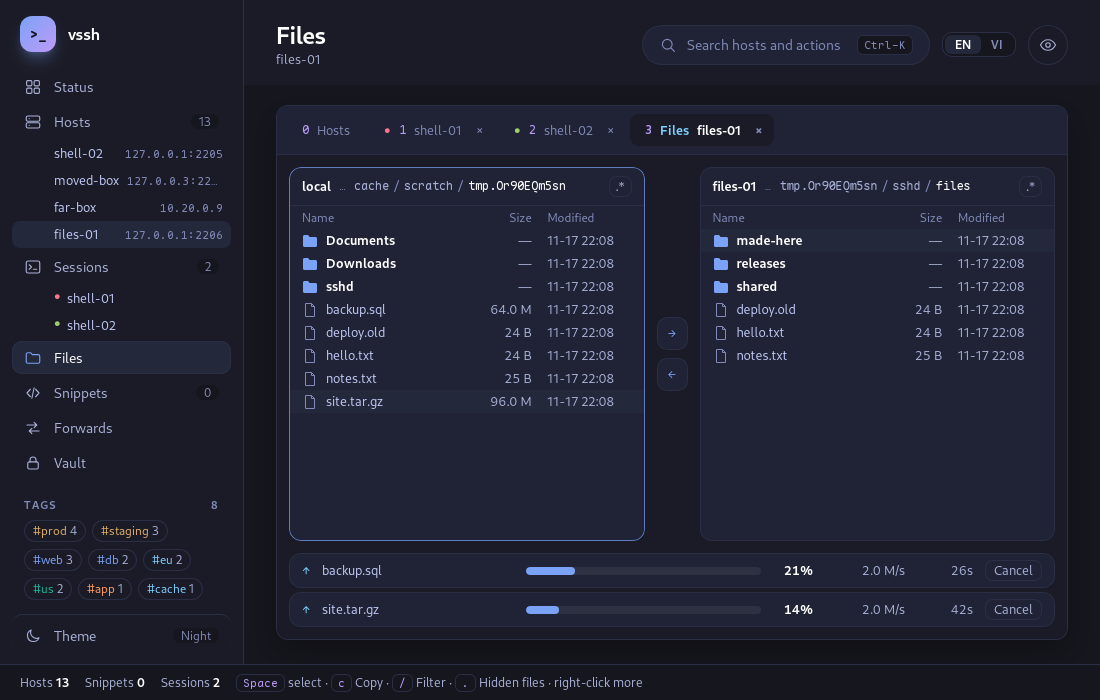 >_ vssh
Status
Hosts 13
shell-02 127.0.0.1:2205
moved-box 127.0.0.3:22…
far-box 10.20.0.9
files-01 127.0.0.1:2206
Sessions 2
shell-01
shell-02
Files
Snippets 0
Forwards
Vault
TAGS 8
#prod 4 #staging 3
#web 3 #db 2 #eu 2
#us 2 #app 1 #cache 1
Theme Night
Files
files-01
Search hosts and actions Ctrl-K
EN VI
0 Hosts • 1 shell-01 × • 2 shell-02 × 3 Files files-01 ×
local … cache / scratch / tmp.Or90EQm5sn .*
Name Size Modified
Documents — 11-17 22:08
Downloads — 11-17 22:08
sshd — 11-17 22:08
backup.sql 64.0 M 11-17 22:08
deploy.old 24 B 11-17 22:08
hello.txt 24 B 11-17 22:08
notes.txt 25 B 11-17 22:08
site.tar.gz 96.0 M 11-17 22:08
→
←
files-01 … tmp.Or90EQm5sn / sshd / files .*
Name Size Modified
made-here — 11-17 22:08
releases — 11-17 22:08
shared — 11-17 22:08
deploy.old 24 B 11-17 22:08
hello.txt 24 B 11-17 22:08
notes.txt 25 B 11-17 22:08
↑ backup.sql 21% 2.0 M/s 26s Cancel
↑ site.tar.gz 14% 2.0 M/s 42s Cancel
Hosts 13 Snippets 0 Sessions 2 Space select · c Copy · / Filter · . Hidden files · right-click more